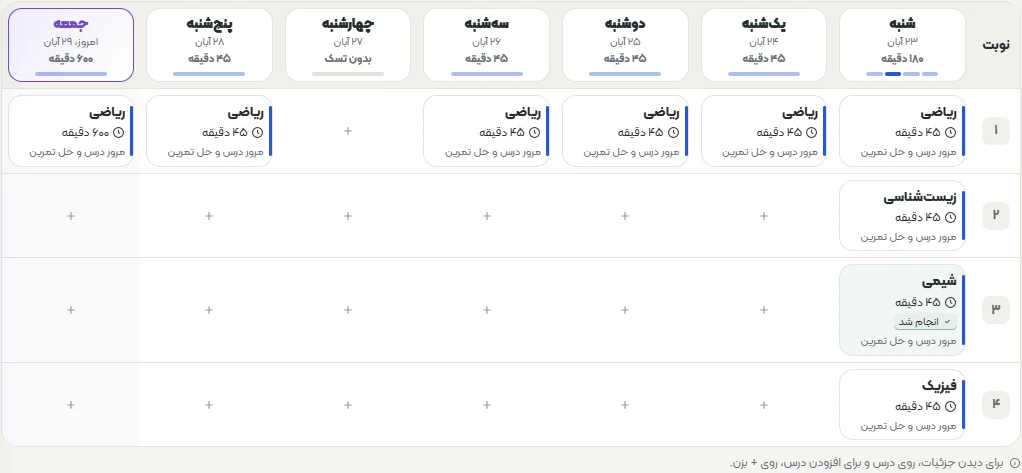 نوبت
شنبه
۲۳ آبان
۱۸۰ دقیقه
یک‌شنبه
۲۴ آبان
۴۵ دقیقه
دوشنبه
۲۵ آبان
۴۵ دقیقه
سه‌شنبه
۲۶ آبان
۴۵ دقیقه
چهارشنبه
۲۷ آبان
بدون تسک
پنج‌شنبه
۲۸ آبان
۴۵ دقیقه
جمعه
امروز، ۲۹ آبان
۶۰۰ دقیقه
۱
ریاضی
۴۵ دقیقه
مرور درس و حل تمرین
ریاضی
۴۵ دقیقه
مرور درس و حل تمرین
ریاضی
۴۵ دقیقه
مرور درس و حل تمرین
ریاضی
۴۵ دقیقه
مرور درس و حل تمرین
+
ریاضی
۴۵ دقیقه
مرور درس و حل تمرین
ریاضی
۶۰۰ دقیقه
مرور درس و حل تمرین
۲
زیست‌شناسی
۴۵ دقیقه
مرور درس و حل تمرین
+ + + + + +
۳
شیمی
۴۵ دقیقه
✓ انجام شد
مرور درس و حل تمرین
+ + + + + +
۴
فیزیک
۴۵ دقیقه
مرور درس و حل تمرین
+ + + + + +
برای دیدن جزئیات، روی درس و برای افزودن درس، روی + بزن.